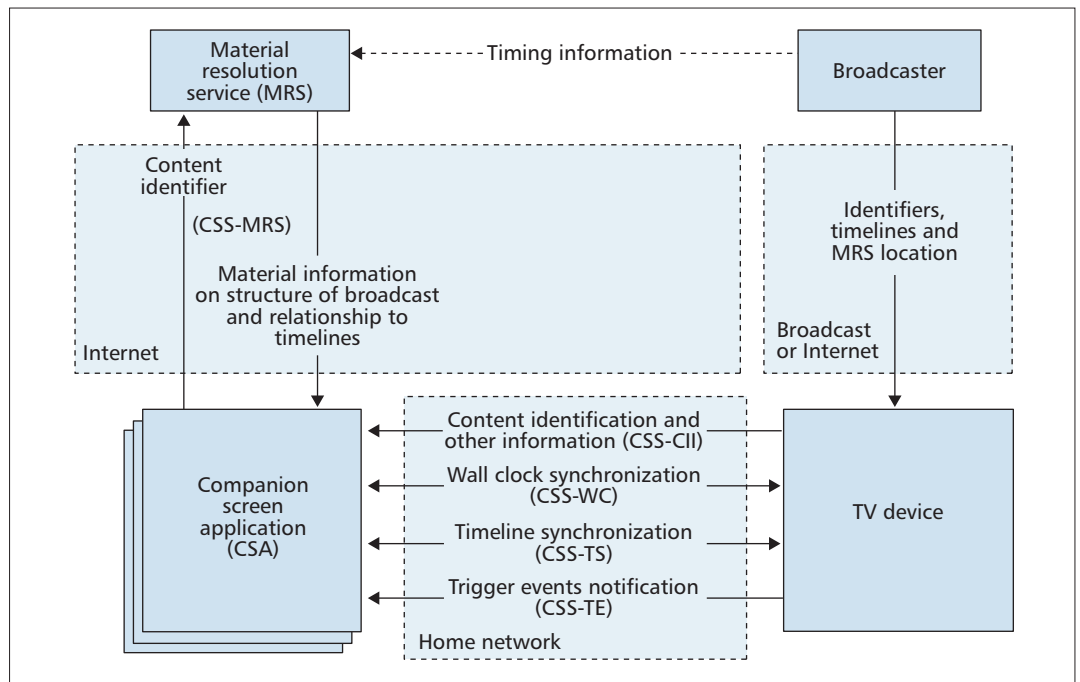 Material
resolution
service (MRS)
Timing information
Broadcaster
Content
identifier
(CSS-MRS)
Material information
on structure of broadcast
and relationship to
timelines
Internet
Identifiers,
timelines and
MRS location
Broadcast
or Internet
Companion
screen
application
(CSA)
Content identification and
other information (CSS-CII)
Wall clock synchronization
(CSS-WC)
Timeline synchronization
(CSS-TS)
Trigger events notification
(CSS-TE)
Home network
TV device